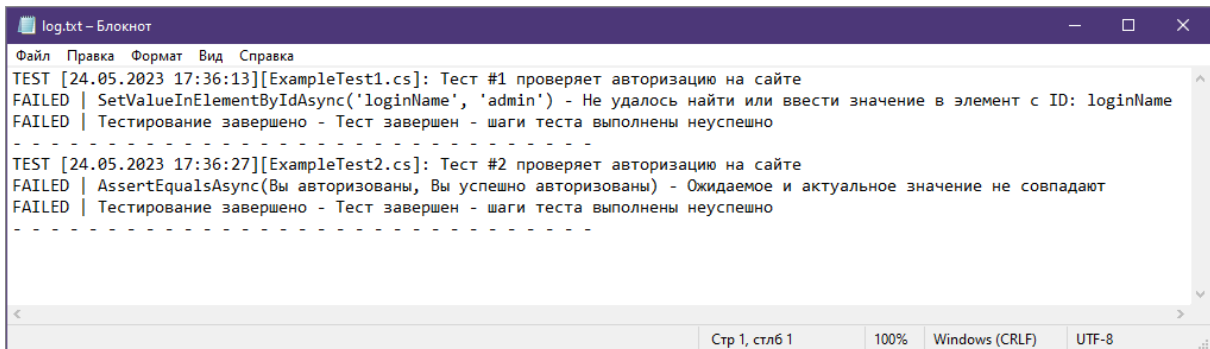 log.txt – Блокнот
Файл Правка Формат Вид Справка
TEST [24.05.2023 17:36:13][ExampleTest1.cs]: Тест #1 проверяет авторизацию на сайте
FAILED | SetValueInElementByIdAsync('loginName', 'admin') - Не удалось найти или ввести значение в элемент с ID: loginName
FAILED | Тестирование завершено - Тест завершен - шаги теста выполнены неуспешно
- - - - - - - - - - - - - - - - - - - - - - - - - - - - - - -
TEST [24.05.2023 17:36:27][ExampleTest2.cs]: Тест #2 проверяет авторизацию на сайте
FAILED | AssertEqualsAsync(Вы авторизованы, Вы успешно авторизованы) - Ожидаемое и актуальное значение не совпадают
FAILED | Тестирование завершено - Тест завершен - шаги теста выполнены неуспешно
- - - - - - - - - - - - - - - - - - - - - - - - - - - - - - -
Стр 1, стлб 1 100% Windows (CRLF) UTF-8